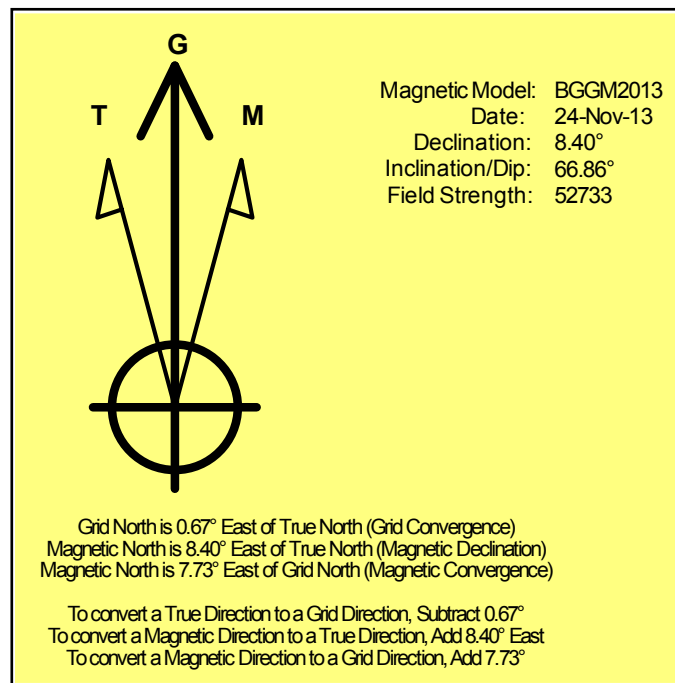 G
T
M
Magnetic Model: BGGM2013
Date: 24-Nov-13
Declination: 8.40°
Inclination/Dip: 66.86°
Field Strength: 52733
Grid North is 0.67° East of True North (Grid Convergence)
Magnetic North is 8.40° East of True North (Magnetic Declination)
Magnetic North is 7.73° East of Grid North (Magnetic Convergence)
To convert a True Direction to a Grid Direction, Subtract 0.67°
To convert a Magnetic Direction to a True Direction, Add 8.40° East
To convert a Magnetic Direction to a Grid Direction, Add 7.73°